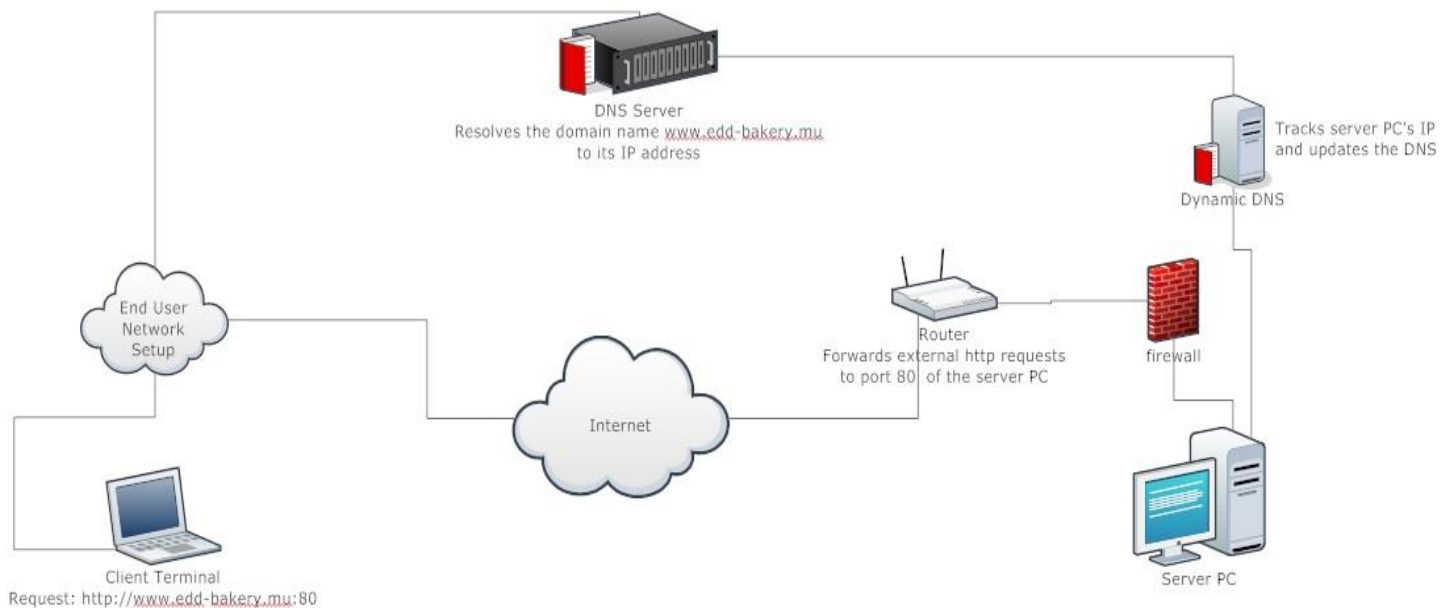 DNS Server
Resolves the domain name www.edd-bakery.mu
to its IP address
Tracks server PC's IP
and updates the DNS
Dynamic DNS
End User
Network
Setup
Router
Forwards external http requests
to port 80 of the server PC
firewall
Internet
Client Terminal
Request: http://www.edd-bakery.mu:80
Server PC